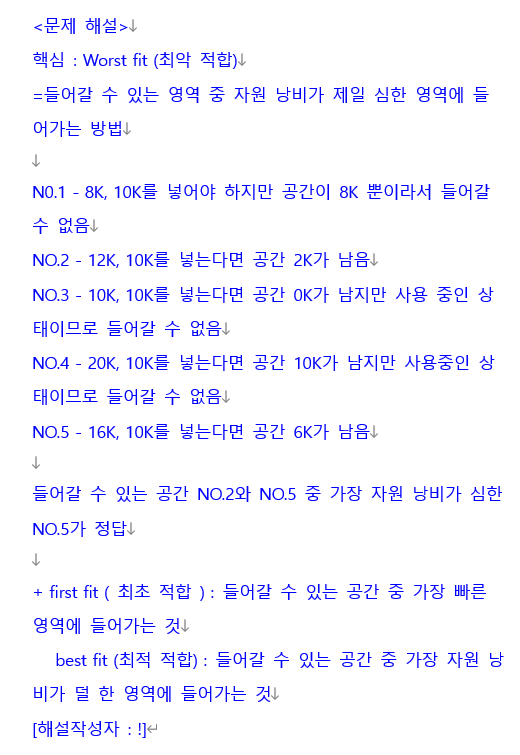 <문제 해설>↓
핵심 : Worst fit (최악 적합)↓
=들어갈 수 있는 영역 중 자원 낭비가 제일 심한 영역에 들
어가는 방법↓
↓
N0.1 - 8K, 10K를 넣어야 하지만 공간이 8K 뿐이라서 들어갈
수 없음↓
NO.2 - 12K, 10K를 넣는다면 공간 2K가 남음↓
NO.3 - 10K, 10K를 넣는다면 공간 0K가 남지만 사용 중인 상
태이므로 들어갈 수 없음↓
NO.4 - 20K, 10K를 넣는다면 공간 10K가 남지만 사용중인 상
태이므로 들어갈 수 없음↓
NO.5 - 16K, 10K를 넣는다면 공간 6K가 남음↓
↓
들어갈 수 있는 공간 NO.2와 NO.5 중 가장 자원 낭비가 심한
NO.5가 정답↓
↓
+ first fit ( 최초 적합 ) : 들어갈 수 있는 공간 중 가장 빠른
영역에 들어가는 것↓
best fit (최적 적합) : 들어갈 수 있는 공간 중 가장 자원 낭
비가 덜 한 영역에 들어가는 것↓
[해설작성자 : !]↵